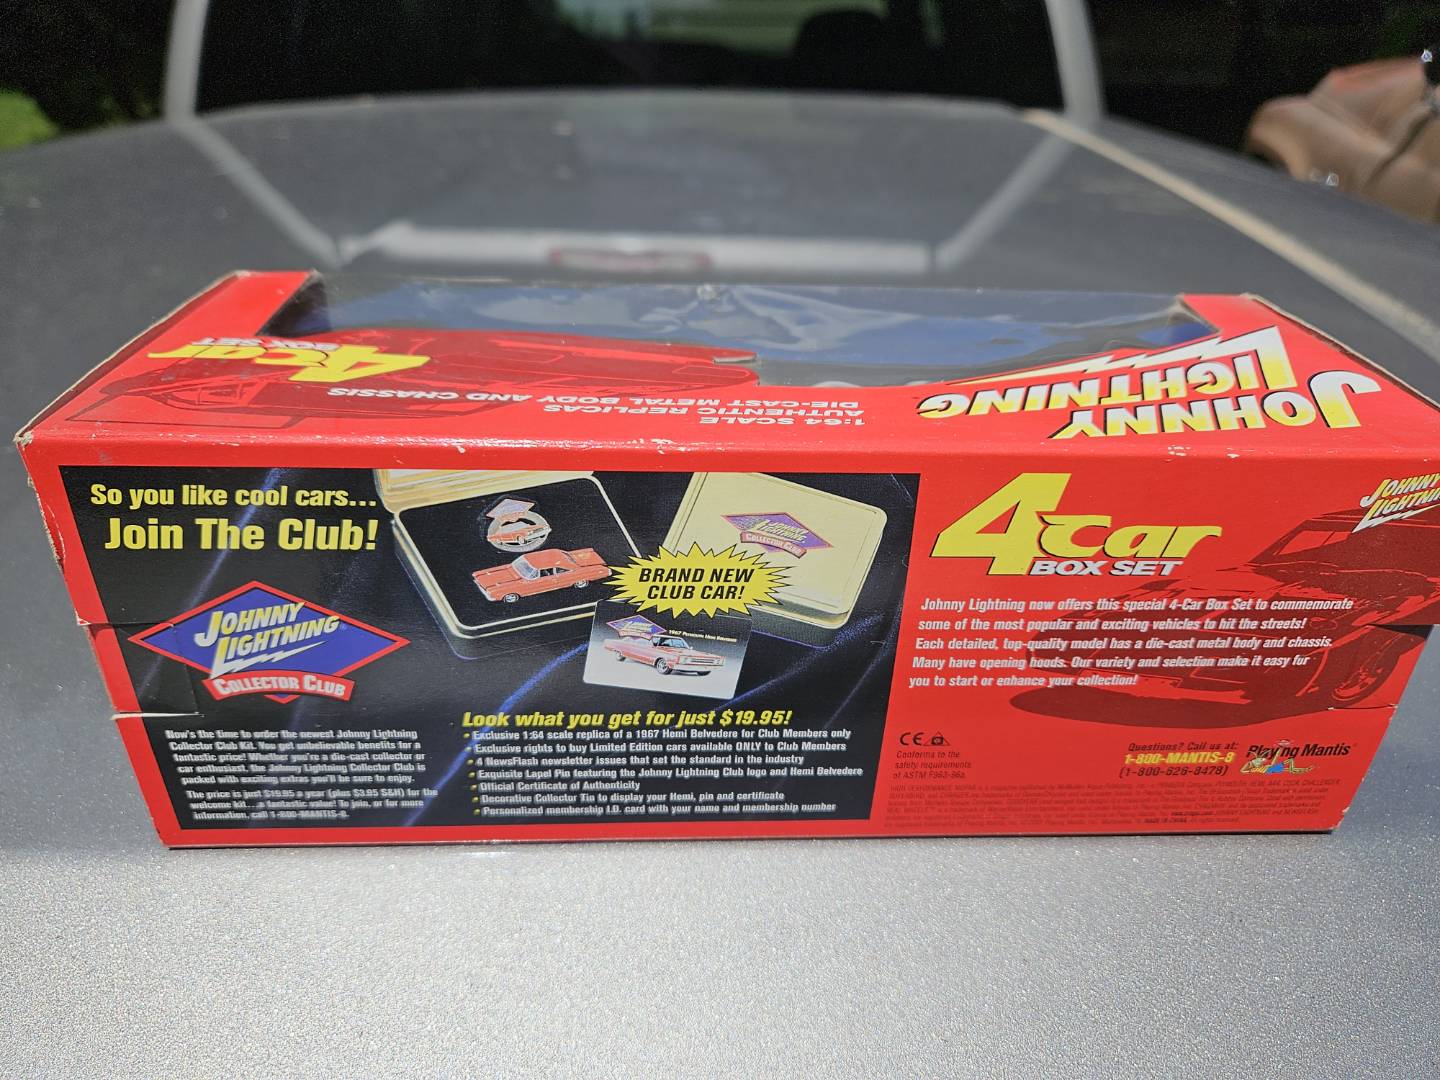 4Car
BOX SET
1:64 SCALE
AUTHENTIC REPLICAS
DIE-CAST METAL BODY AND CHASSIS
JOHNNY
LIGHTNING
So you like cool cars...
Join The Club!
JOHNNY
LIGHTNING
COLLECTOR CLUB
Now's the time to order the newest Johnny Lightning
Collector Club Kit. You get unbelievable benefits for a
fantastic price! Whether you're a die-cast collector or
car enthusiast, the Johnny Lightning Collector Club is
packed with exciting extras you'll be sure to enjoy.
The price is just $19.95 a year (plus $3.95 S&H) for the
welcome kit...a fantastic value! To join, or for more
information, call 1-800-MANTIS-8.
JOHNNY
LIGHTNING
COLLECTOR CLUB
BRAND NEW
CLUB CAR!
1967 Plymouth Hemi Belvedere
Look what you get for just $19.95!
• Exclusive 1:64 scale replica of a 1967 Hemi Belvedere for Club Members only
• Exclusive rights to buy Limited Edition cars available ONLY to Club Members
• 4 NewsFlash newsletter issues that set the standard in the industry
• Exquisite Lapel Pin featuring the Johnny Lightning Club logo and Hemi Belvedere
• Official Certificate of Authenticity
• Decorative Collector Tin to display your Hemi, pin and certificate
• Personalized membership I.D. card with your name and membership number
4Car
BOX SET
JOHNNY
LIGHTNING
Johnny Lightning now offers this special 4-Car Box Set to commemorate
some of the most popular and exciting vehicles to hit the streets!
Each detailed, top-quality model has a die-cast metal body and chassis.
Many have opening hoods. Our variety and selection make it easy fur
you to start or enhance your collection!
CE
Conforms to the
safety requirements
of ASTM F963-96a.
Questions? Call us at:
1-800-MANTIS-8
(1-800-626-8478)
Playing Mantis
MADE IN CHINA.